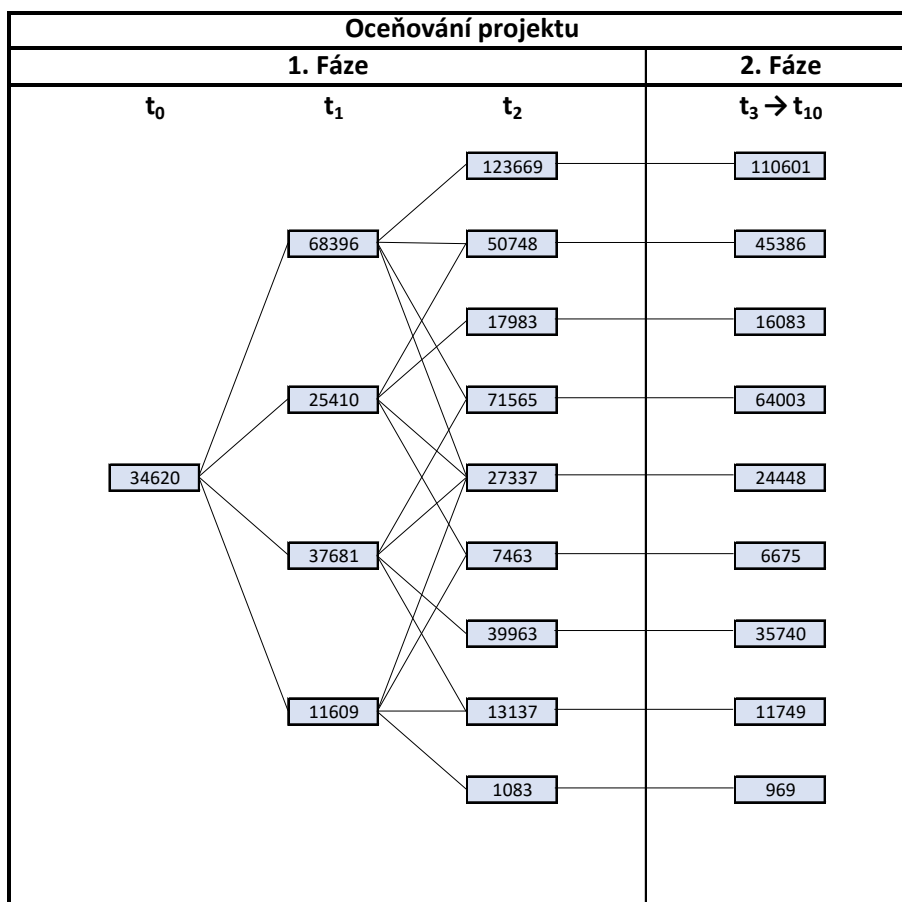 Oceňování projektu
1. Fáze 2. Fáze
t0 t1 t2 t3 → t10
123669 110601
68396 50748 45386
17983 16083
25410 71565 64003
34620 27337 24448
37681 7463 6675
39963 35740
11609 13137 11749
1083 969